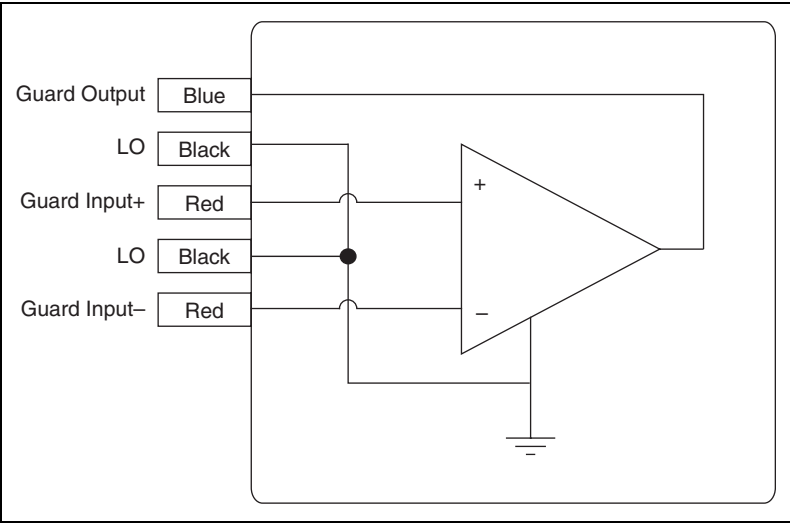 Guard Output Blue
LO Black
Guard Input+ Red
+
LO Black
Guard Input– Red
–